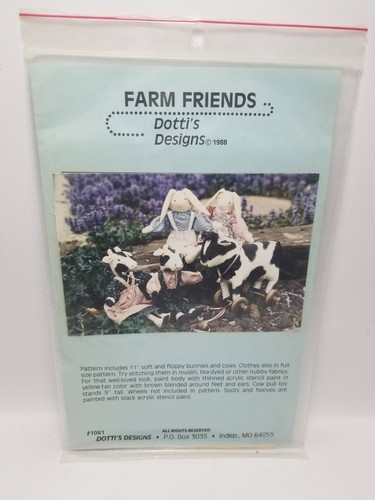 FARM FRIENDS
Dotti's
Designs © 1988
Pattern includes 11" soft and floppy bunnies and cows. Clothes also in full
size pattern. Try stitching them in muslin, tea-dyed or other nubby fabrics.
For that well-loved look, paint body with thinned acrylic stencil paint in
yellow-tan color with brown blended around feet and ears. Cow pull toy
stands 9" tall. Wheels not included in pattern. Spots and hooves are
painted with black acrylic stencil paint.
#1061
ALL RIGHTS RESERVED
DOTTI'S DESIGNS • P.O. Box 3035 • Indep., MO 64055